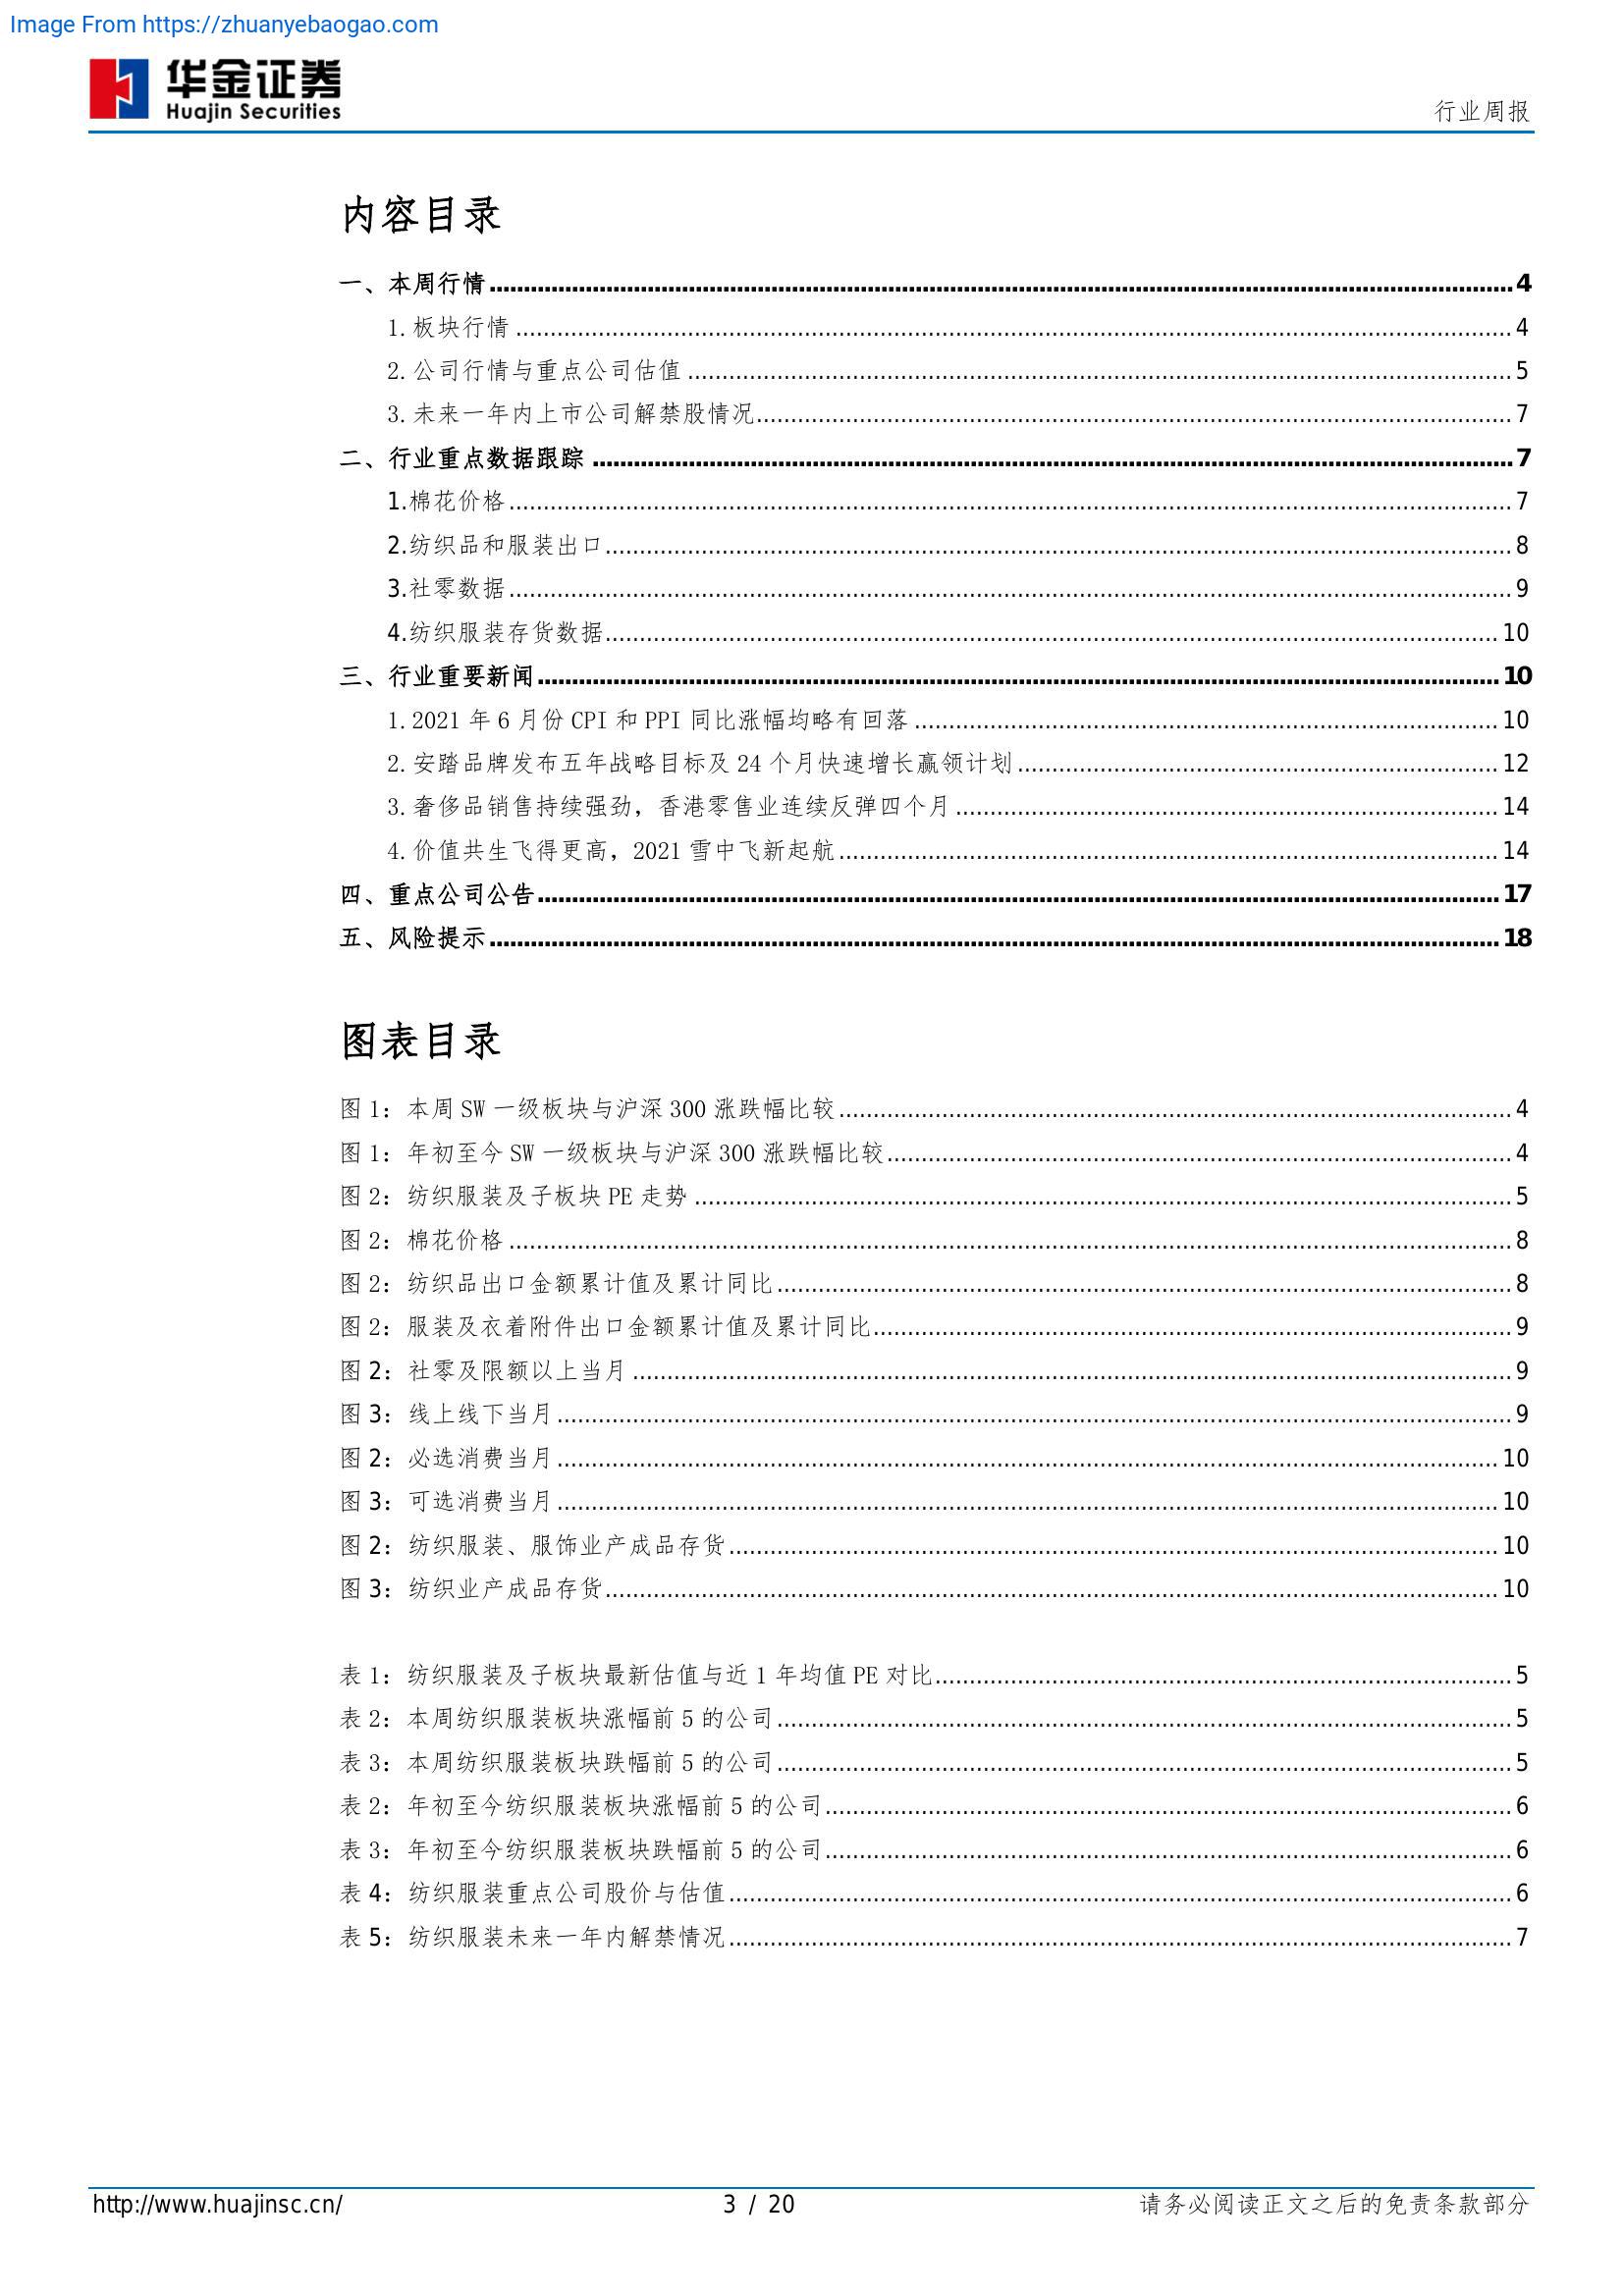 Image From https://zhuanyebaogao.com
华金证券
Huajin Securities
行业周报
内容目录
一、本周行情 4
1. 板块行情 4
2. 公司行情与重点公司估值 5
3. 未来一年内上市公司解禁股情况 7
二、行业重点数据跟踪 7
1.棉花价格 7
2.纺织品和服装出口 8
3.社零数据 9
4.纺织服装存货数据 10
三、行业重要新闻 10
1.2021 年 6 月份 CPI 和 PPI 同比涨幅均略有回落 10
2. 安踏品牌发布五年战略目标及 24 个月快速增长赢领计划 12
3. 奢侈品销售持续强劲，香港零售业连续反弹四个月 14
4. 价值共生飞得更高，2021 雪中飞新起航 14
四、重点公司公告 17
五、风险提示 18
图表目录
图 1：本周 SW 一级板块与沪深 300 涨跌幅比较 4
图 1：年初至今 SW 一级板块与沪深 300 涨跌幅比较 4
图 2：纺织服装及子板块 PE 走势 5
图 2：棉花价格 8
图 2：纺织品出口金额累计值及累计同比 8
图 2：服装及衣着附件出口金额累计值及累计同比 9
图 2：社零及限额以上当月 9
图 3：线上线下当月 9
图 2：必选消费当月 10
图 3：可选消费当月 10
图 2：纺织服装、服饰业产成品存货 10
图 3：纺织业产成品存货 10
表 1：纺织服装及子板块最新估值与近 1 年均值 PE 对比 5
表 2：本周纺织服装板块涨幅前 5 的公司 5
表 3：本周纺织服装板块跌幅前 5 的公司 5
表 2：年初至今纺织服装板块涨幅前 5 的公司 6
表 3：年初至今纺织服装板块跌幅前 5 的公司 6
表 4：纺织服装重点公司股价与估值 6
表 5：纺织服装未来一年内解禁情况 7
http://www.huajinsc.cn/
3 / 20
请务必阅读正文之后的免责条款部分